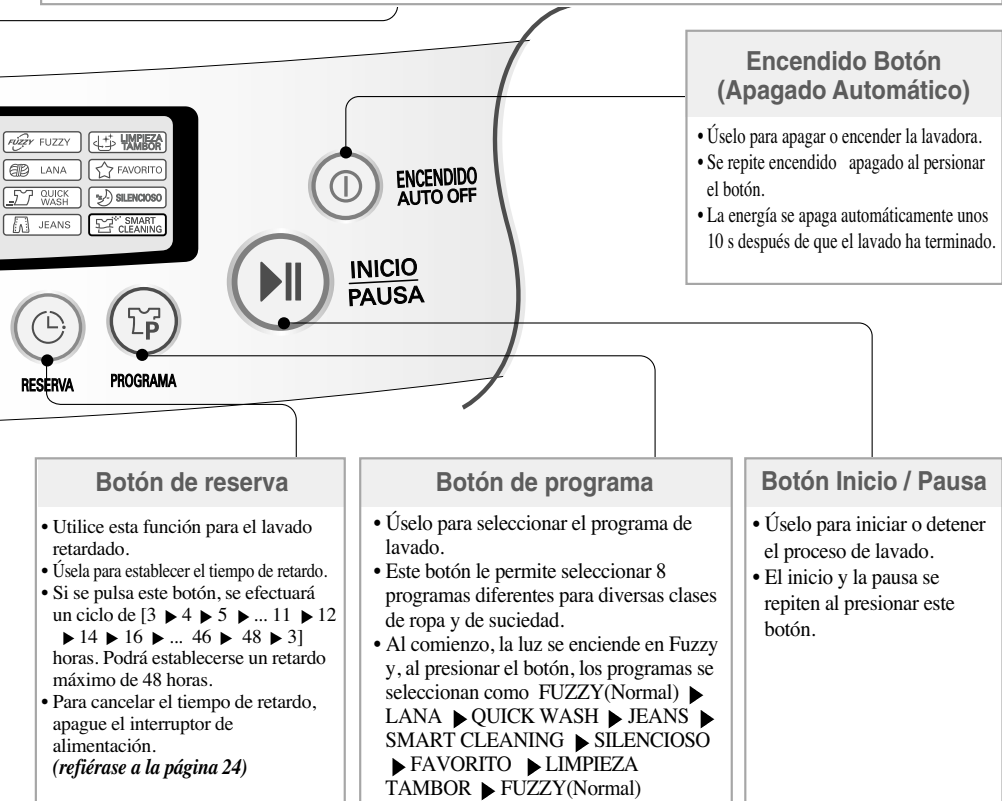 FUZZY FUZZY
LIMPIEZA
TAMBOR
LANA
FAVORITO
QUICK
WASH
SILENCIOSO
JEANS
SMART
CLEANING
ENCENDIDO
AUTO OFF
INICIO
PAUSA
P
RESERVA
PROGRAMA
Encendido Botón
(Apagado Automático)
• Úselo para apagar o encender la lavadora.
• Se repite encendido apagado al persionar
el botón.
• La energía se apaga automáticamente unos
10 s después de que el lavado ha terminado.
Botón de reserva
• Utilice esta función para el lavado
retardado.
• Úsela para establecer el tiempo de retardo.
• Si se pulsa este botón, se efectuará
un ciclo de [3 ▶ 4 ▶ 5 ▶ ... 11 ▶ 12
▶ 14 ▶ 16 ▶ ... 46 ▶ 48 ▶ 3]
horas. Podrá establecerse un retardo
máximo de 48 horas.
• Para cancelar el tiempo de retardo,
apague el interruptor de
alimentación.
(refiérase a la página 24)
Botón de programa
• Úselo para seleccionar el programa de
lavado.
• Este botón le permite seleccionar 8
programas diferentes para diversas clases
de ropa y de suciedad.
• Al comienzo, la luz se enciende en Fuzzy
y, al presionar el botón, los programas se
seleccionan como FUZZY(Normal) ▶
LANA ▶ QUICK WASH ▶ JEANS ▶
SMART CLEANING ▶ SILENCIOSO
▶ FAVORITO ▶ LIMPIEZA
TAMBOR ▶ FUZZY(Normal)
Botón Inicio / Pausa
• Úselo para iniciar o detener
el proceso de lavado.
• El inicio y la pausa se
repiten al presionar este
botón.